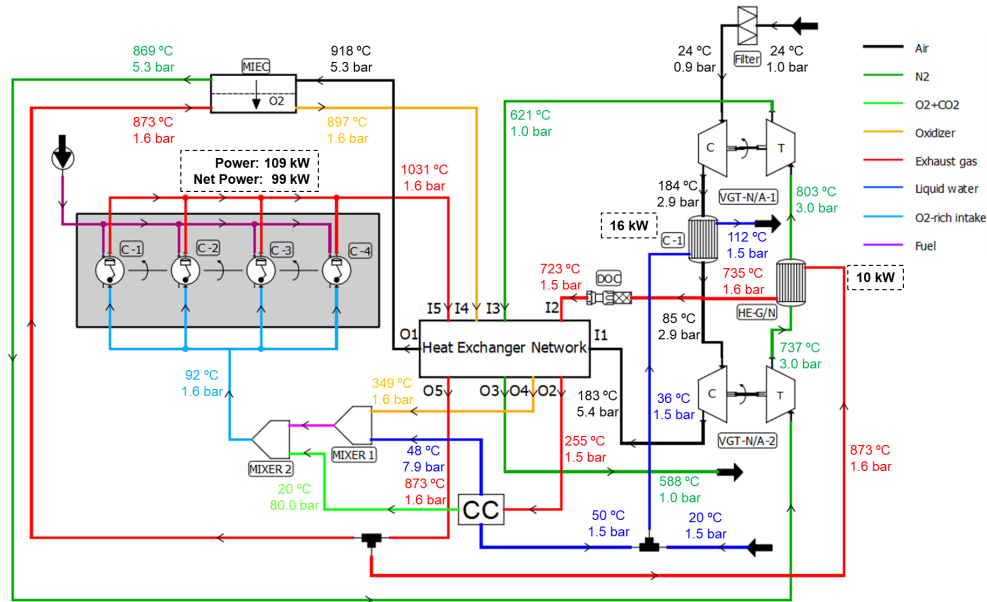 869 ºC
5.3 bar
MIEC
O2
918 ºC
5.3 bar
873 ºC
1.6 bar
897 ºC
1.6 bar
Power: 109 kW
Net Power: 99 kW
1031 ºC
1.6 bar
C -1
C -2
C -3
C -4
24 ºC
0.9 bar
Filter
24 ºC
1.0 bar
621 ºC
1.0 bar
C
T
VGT-N/A-1
184 ºC
2.9 bar
803 ºC
3.0 bar
16 kW
C -1
112 ºC
1.5 bar
723 ºC
1.5 bar
DOC
735 ºC
1.6 bar
10 kW
HE-G/N
85 ºC
2.9 bar
737 ºC
3.0 bar
I5
I4
I3
I2
I1
O1
Heat Exchanger Network
O5
O3
O4
O2
183 ºC
5.4 bar
36 ºC
1.5 bar
C
T
VGT-N/A-2
92 ºC
1.6 bar
349 ºC
1.6 bar
MIXER 1
MIXER 2
48 ºC
7.9 bar
873 ºC
1.6 bar
255 ºC
1.5 bar
588 ºC
1.0 bar
873 ºC
1.6 bar
20 ºC
80.0 bar
CC
50 ºC
1.5 bar
20 ºC
1.5 bar
Air
N2
O2+CO2
Oxidizer
Exhaust gas
Liquid water
O2-rich intake
Fuel